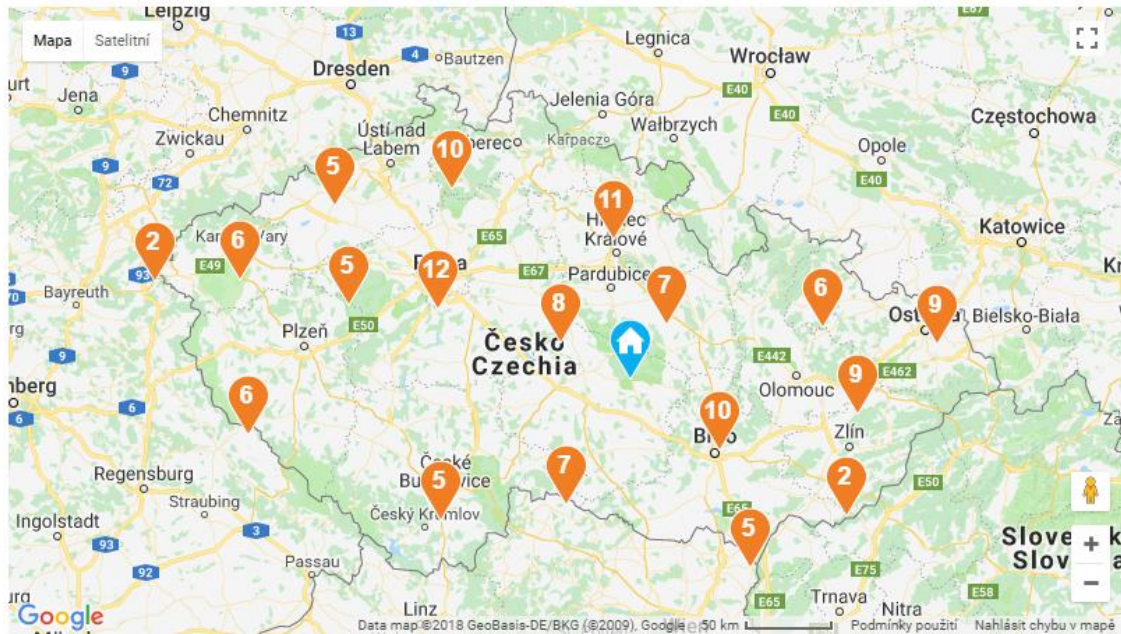 Leipzig
E67
Mapa Satelitní
13
4
Bautzen
Legnica
Wrocław
Dresden
9
Jena
Chemnitz
E40
Jelenia Góra
E40
Częstochowa
Zwickau
Ústí nad
Labem
Karpacz
Wałbrzych
Opole
9
72
5
10
E40
11
Králové
Katowice
2
6
E49
93
5
12
E65
E67
Pardubice
7
6
9
Bayreuth
Plzeň
E50
8
Bielsko-Biała
Česko
Czechia
E442
Olomouc
9
E462
9
6
6
6
10
Zlín
Regensburg
Straubing
5
Český Krumlov
7
2
E50
Ingolstadt
93
3
5
E65
92
Passau
E75
E58
E65
Linz
Trnava
Nitra
+
−
Google
Data map ©2018 GeoBasis-DE/BKG (©2009), Google
50 km
Podmínky použití
Nahlásit chybu v mapě